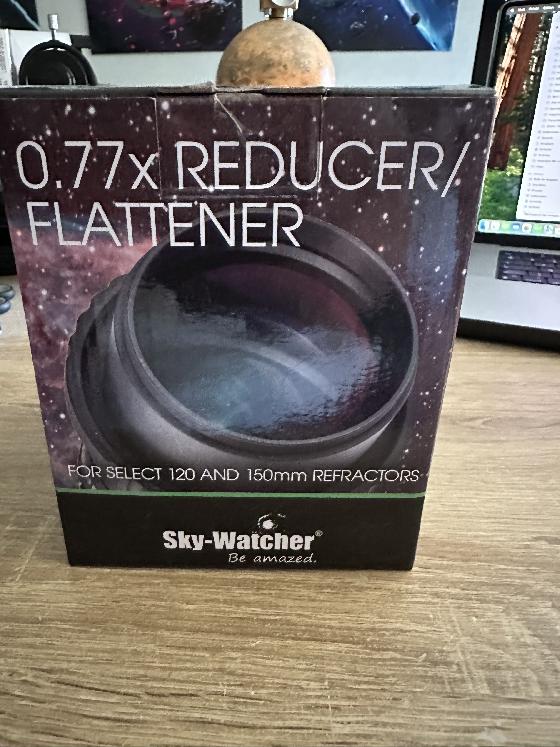 0.77x REDUCER/
FLATTENER
FOR SELECT 120 AND 150mm REFRACTORS
Sky-Watcher®
Be amazed.